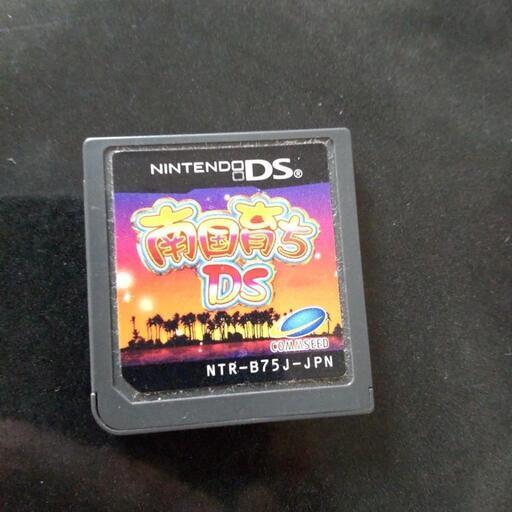 NINTENDO DS®
南国育ち
DS
COMMSEED
NTR-B75J-JPN